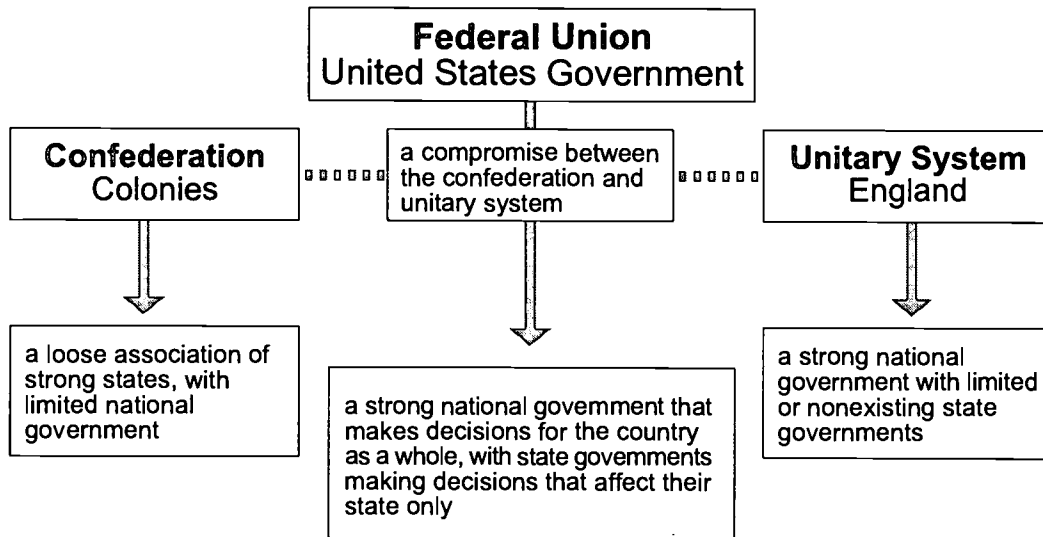 Federal Union
United States Government
Confederation
Colonies
a compromise between
the confederation and
unitary system
Unitary System
England
a loose association of
strong states, with
limited national
government
a strong national government that
makes decisions for the country
as a whole, with state governments
making decisions that affect their
state only
a strong national
government with limited
or nonexisting state
governments